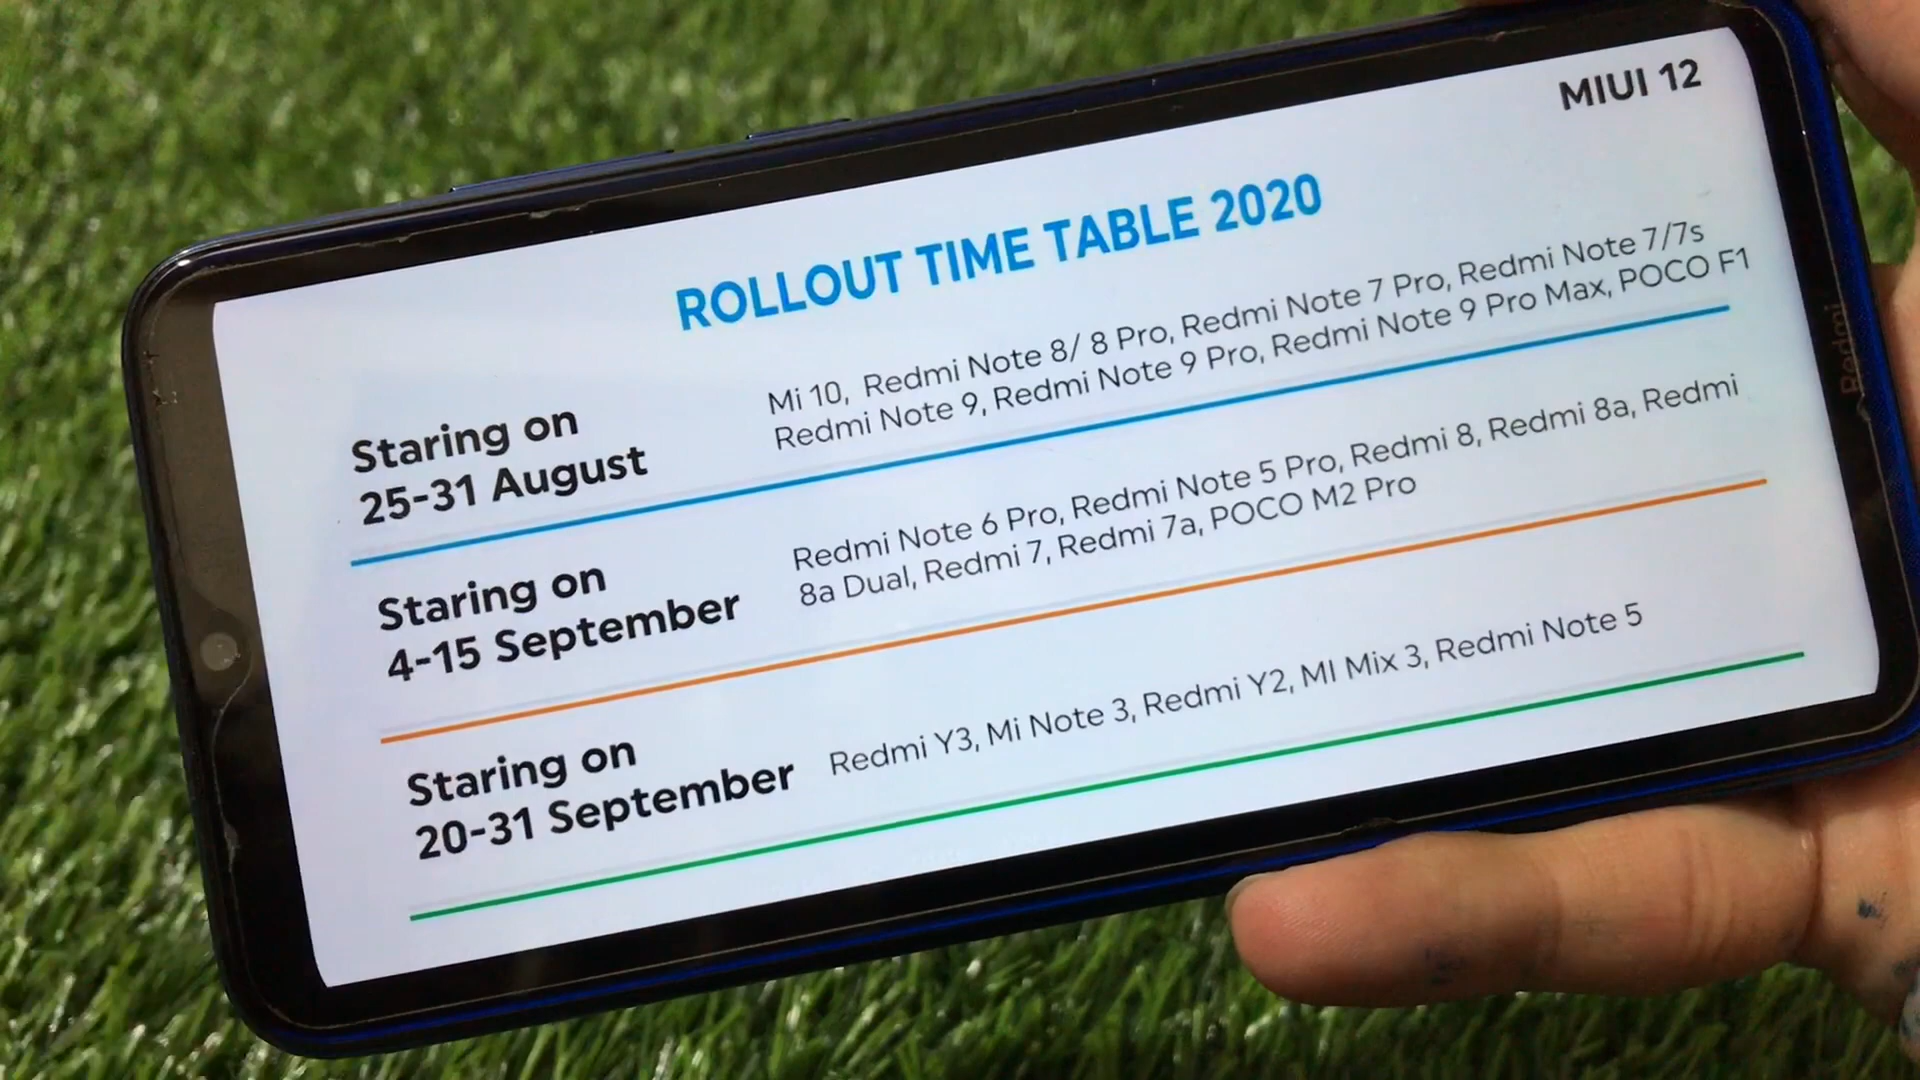 MIUI 12
ROLLOUT TIME TABLE 2020
Staring on
25-31 August
Mi 10, Redmi Note 8/ 8 Pro, Redmi Note 7 Pro, Redmi Note 7/7s
Redmi Note 9, Redmi Note 9 Pro, Redmi Note 9 Pro Max, POCO F1
Staring on
4-15 September
Redmi Note 6 Pro, Redmi Note 5 Pro, Redmi 8, Redmi 8a, Redmi
8a Dual, Redmi 7, Redmi 7a, POCO M2 Pro
Staring on
20-31 September
Redmi Y3, Mi Note 3, Redmi Y2, MI Mix 3, Redmi Note 5
Redmi